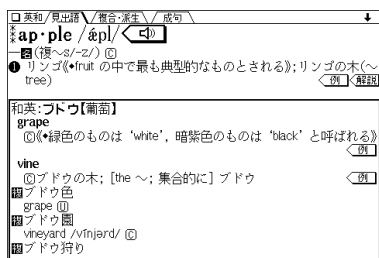 英和/見出語 複合・派生 成句
ap・ple /ǽpl/
━名(複〜s/-z/) Ⓒ
❶ リンゴ《◆fruit の中で最も典型的なものとされる》；リンゴの木(〜
tree) 例 解説
和英：ブドウ【葡萄】
grape
Ⓒ《◆緑色のものは ‘white’, 暗紫色のものは ‘black’ と呼ばれる》
例
vine
Ⓒブドウの木；[the 〜；集合的に] ブドウ 例
複ブドウ色
grape Ⓤ
複ブドウ園
vineyard /vínjərd/ Ⓒ
複ブドウ狩り